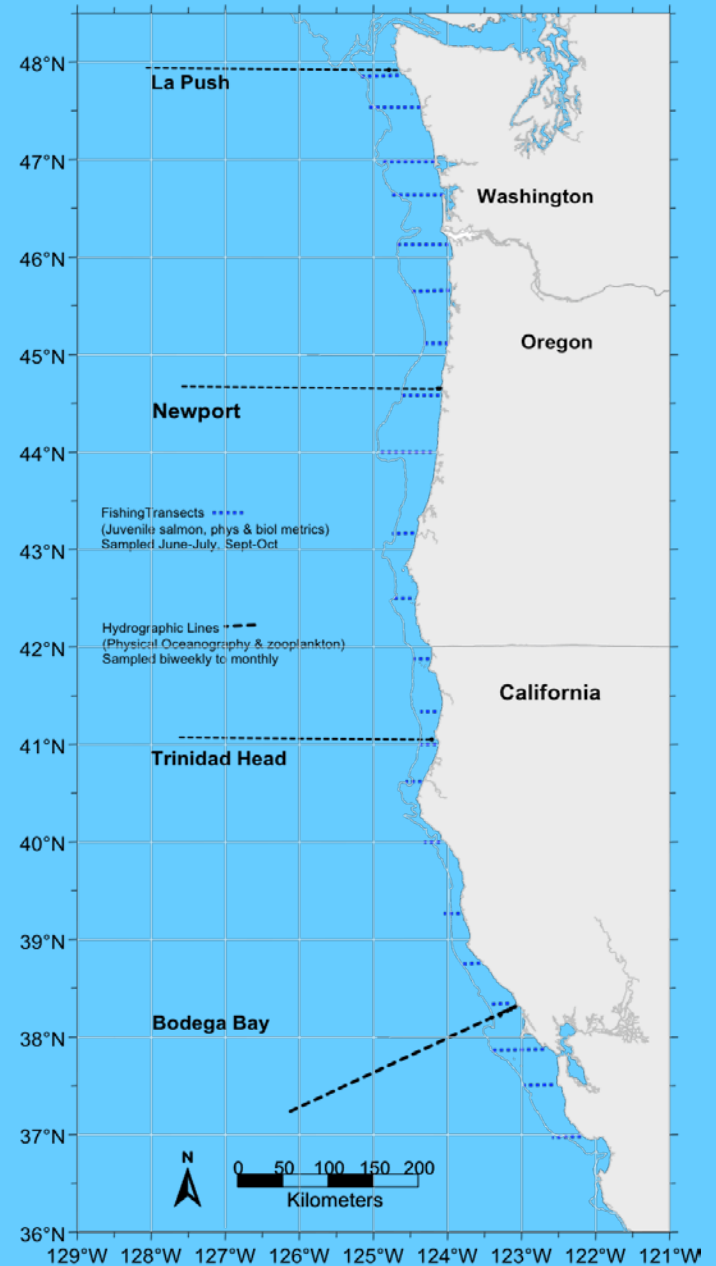 48°N
La Push
47°N
Washington
46°N
Oregon
45°N
Newport
44°N
FishingTransects
(Juvenile salmon, phys & biol metrics)
Sampled June-July, Sept-Oct
43°N
Hydrographic Lines
(Physical Oceanography & zooplankton)
Sampled biweekly to monthly
42°N
California
41°N
Trinidad Head
40°N
39°N
Bodega Bay
38°N
37°N
N
0 50 100 150 200
Kilometers
36°N
129°W 128°W 127°W 126°W 125°W 124°W 123°W 122°W 121°W